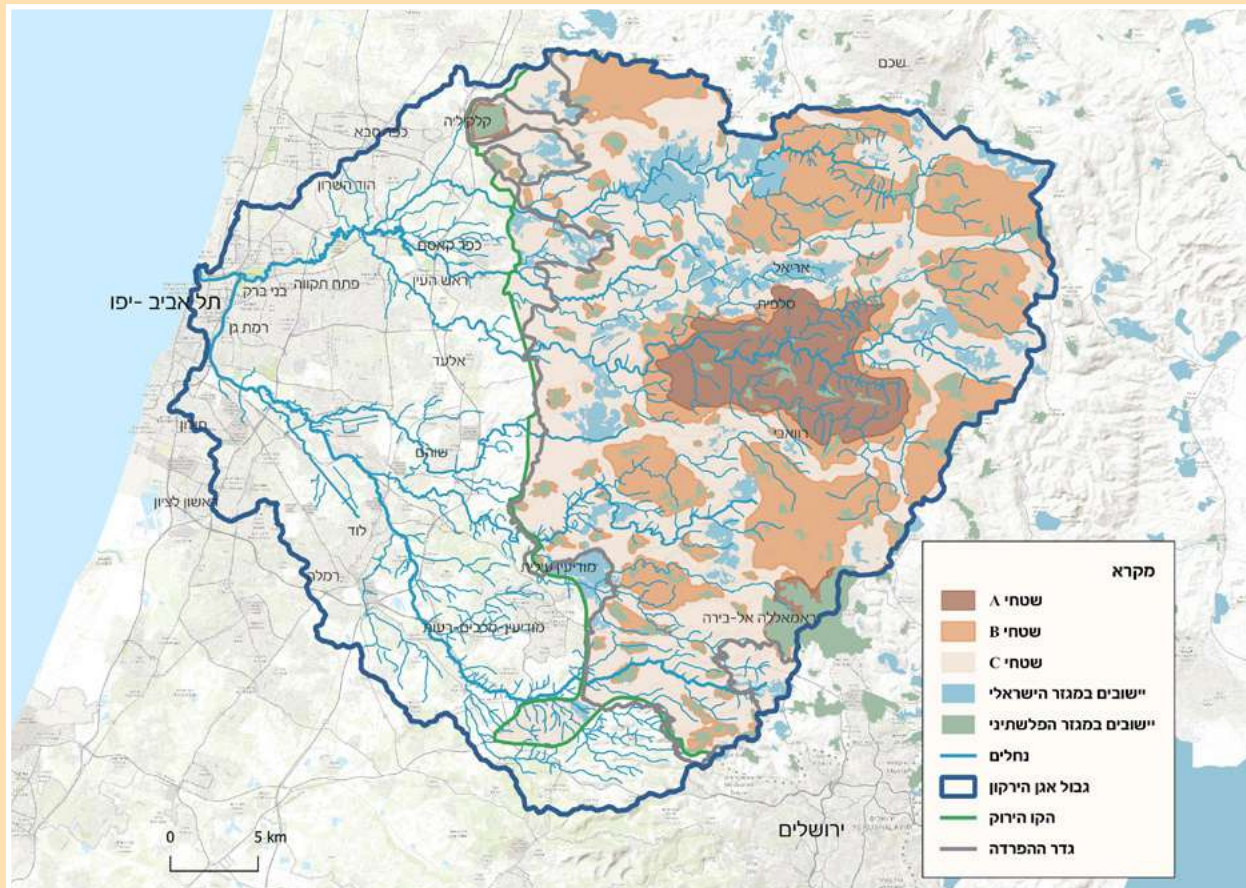 שכם
קלקיליה
כפר סבא
הוד השרון
כפר קאסם
ראש העין
פתח תקווה
בני ברק
תל אביב -יפו
רמת גן
אריאל
סלפית
אלעד
רוואבי
חולון
שוהם
ראשון לציון
לוד
רמלה
מודיעין עילית
מודיעין-מכבים-רעות
ראמאללה אל-בירה
ירושלים
0 5 km
מקרא
שטחי A
שטחי B
שטחי C
יישובים במגזר הישראלי
יישובים במגזר הפלשתיני
נחלים
גבול אגן הירקון
הקו הירוק
גדר ההפרדה